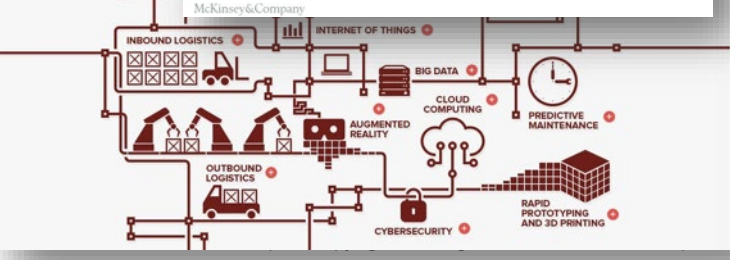 McKinsey&Company
INTERNET OF THINGS
INBOUND LOGISTICS
BIG DATA
CLOUD
COMPUTING
AUGMENTED
REALITY
PREDICTIVE
MAINTENANCE
OUTBOUND
LOGISTICS
RAPID
PROTOTYPING
AND 3D PRINTING
CYBERSECURITY